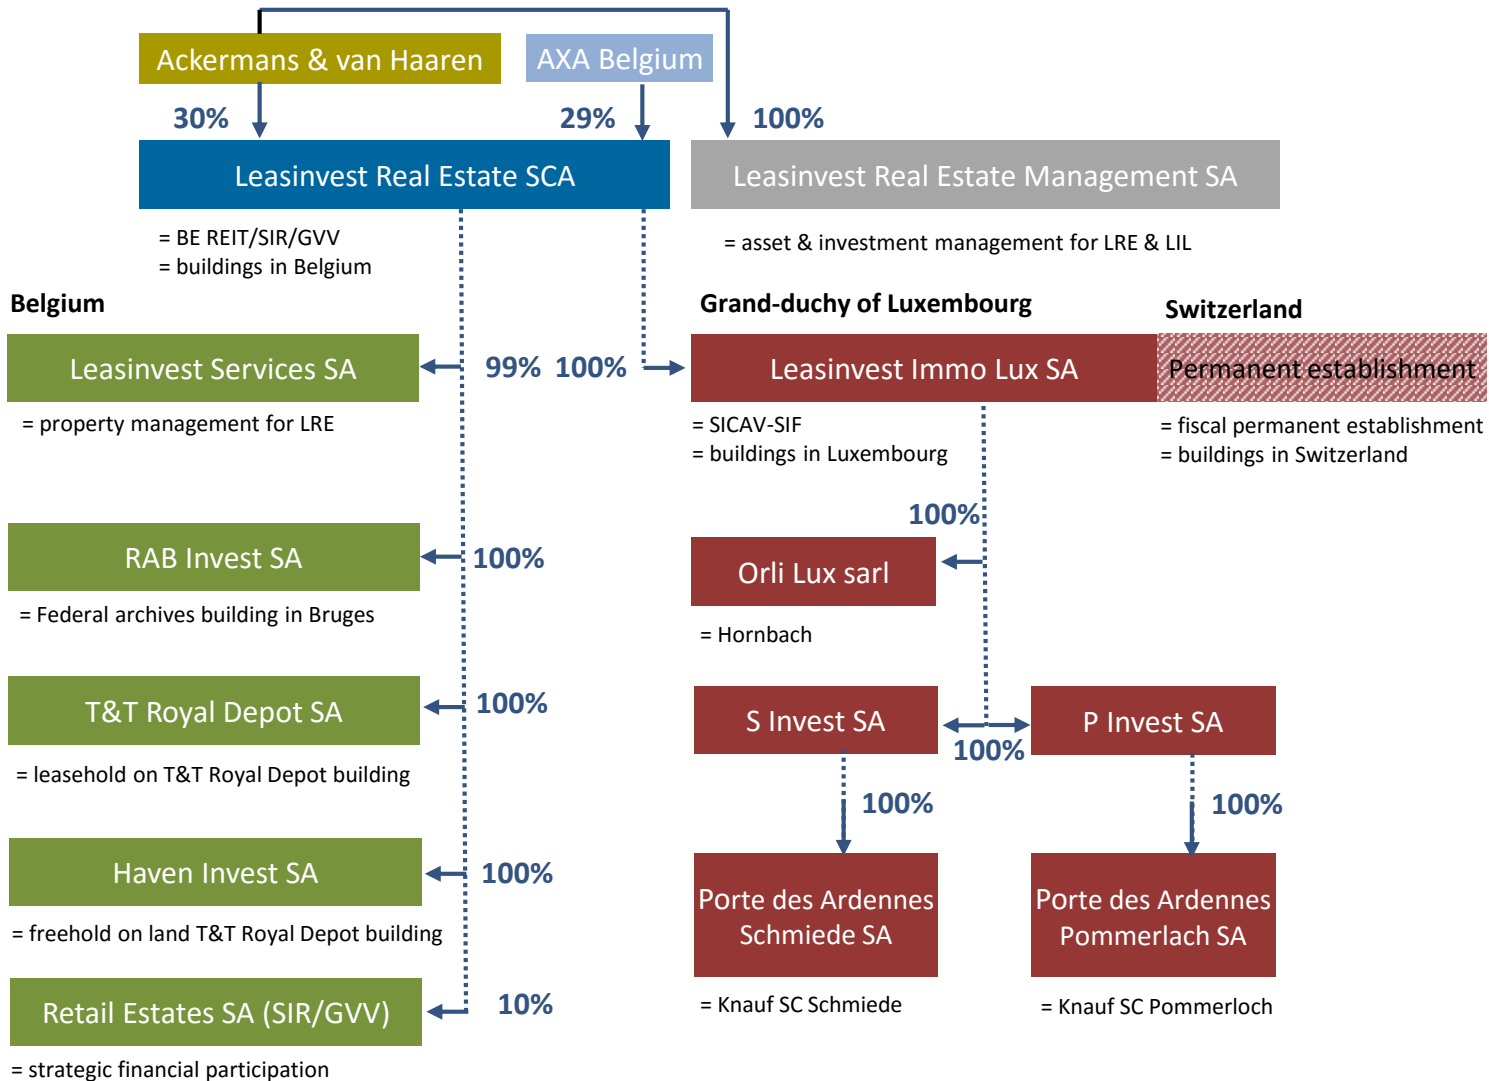 Ackermans & van Haaren
AXA Belgium
30%
29%
100%
Leasinvest Real Estate SCA
Leasinvest Real Estate Management SA
= BE REIT/SIR/GVV
= buildings in Belgium
= asset & investment management for LRE & LIL
Belgium
Grand-duchy of Luxembourg
Switzerland
Leasinvest Services SA
99%
100%
Leasinvest Immo Lux SA
Permanent establishment
= property management for LRE
= SICAV-SIF
= buildings in Luxembourg
= fiscal permanent establishment
= buildings in Switzerland
100%
RAB Invest SA
100%
Orli Lux sarl
= Federal archives building in Bruges
= Hornbach
T&T Royal Depot SA
100%
S Invest SA
100%
P Invest SA
= leasehold on T&T Royal Depot building
100%
100%
Haven Invest SA
100%
Porte des Ardennes
Schmiede SA
Porte des Ardennes
Pommerlach SA
= freehold on land T&T Royal Depot building
Retail Estates SA (SIR/GVV)
10%
= Knauf SC Schmiede
= Knauf SC Pommerloch
= strategic financial participation